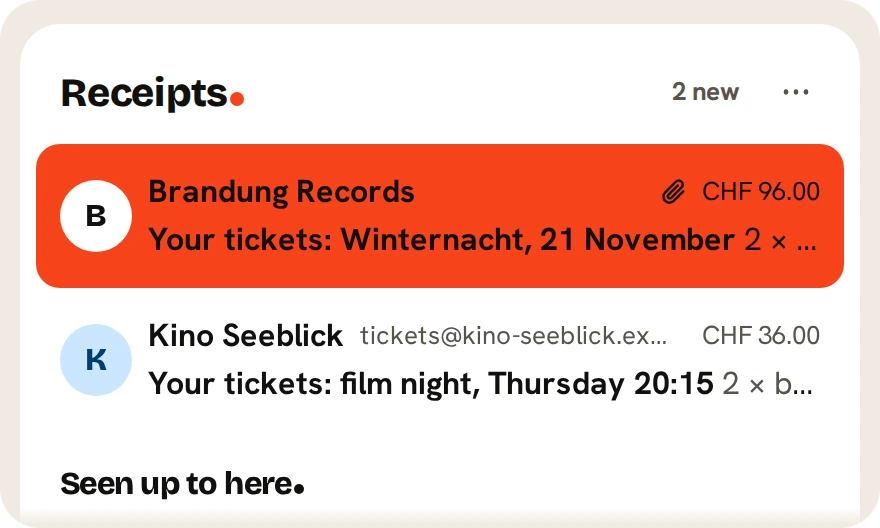 Receipts.
2 new ...
B
Brandung Records CHF 96.00
Your tickets: Winternacht, 21 November 2 × ...
K
Kino Seeblick tickets@kino-seeblick.ex... CHF 36.00
Your tickets: film night, Thursday 20:15 2 × b...
Seen up to here.